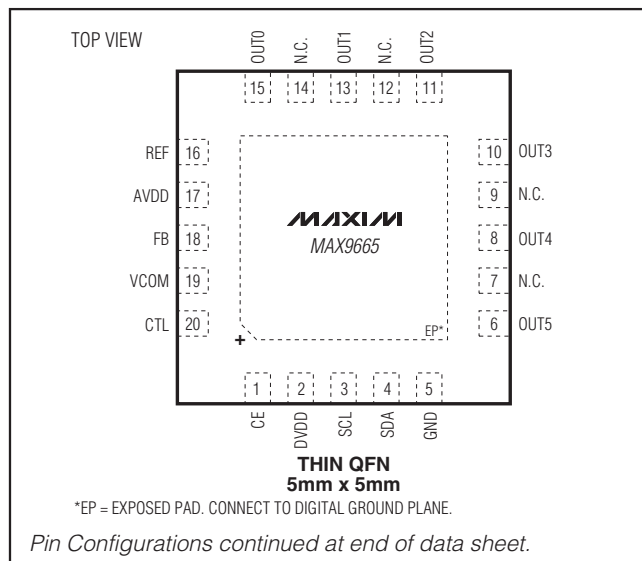 TOP VIEW
OUT0 N.C. OUT1 N.C. OUT2
15 14 13 12 11
REF 16
AVDD 17
FB 18
VCOM 19
CTL 20
10 OUT3
9 N.C.
8 OUT4
7 N.C.
6 OUT5
MAXIM
MAX9665
EP*
+
1 2 3 4 5
CE DVDD SCL SDA GND
THIN QFN
5mm x 5mm
*EP = EXPOSED PAD. CONNECT TO DIGITAL GROUND PLANE.
Pin Configurations continued at end of data sheet.